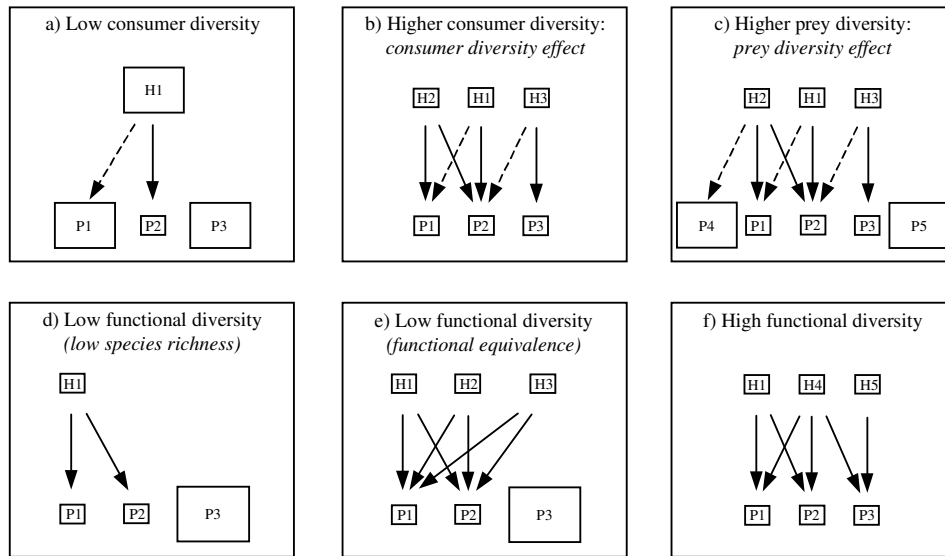 a) Low consumer diversity
H1
P1 P2 P3
b) Higher consumer diversity:
consumer diversity effect
H2 H1 H3
P1 P2 P3
c) Higher prey diversity:
prey diversity effect
H2 H1 H3
P4 P1 P2 P3 P5
d) Low functional diversity
(low species richness)
H1
P1 P2 P3
e) Low functional diversity
(functional equivalence)
H1 H2 H3
P1 P2 P3
f) High functional diversity
H1 H4 H5
P1 P2 P3